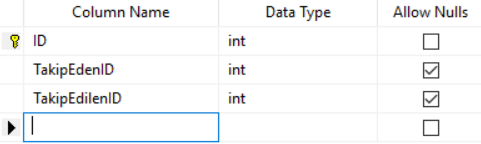 Column Name Data Type Allow Nulls
ID int
TakipEdenID int
TakipEdilenID int